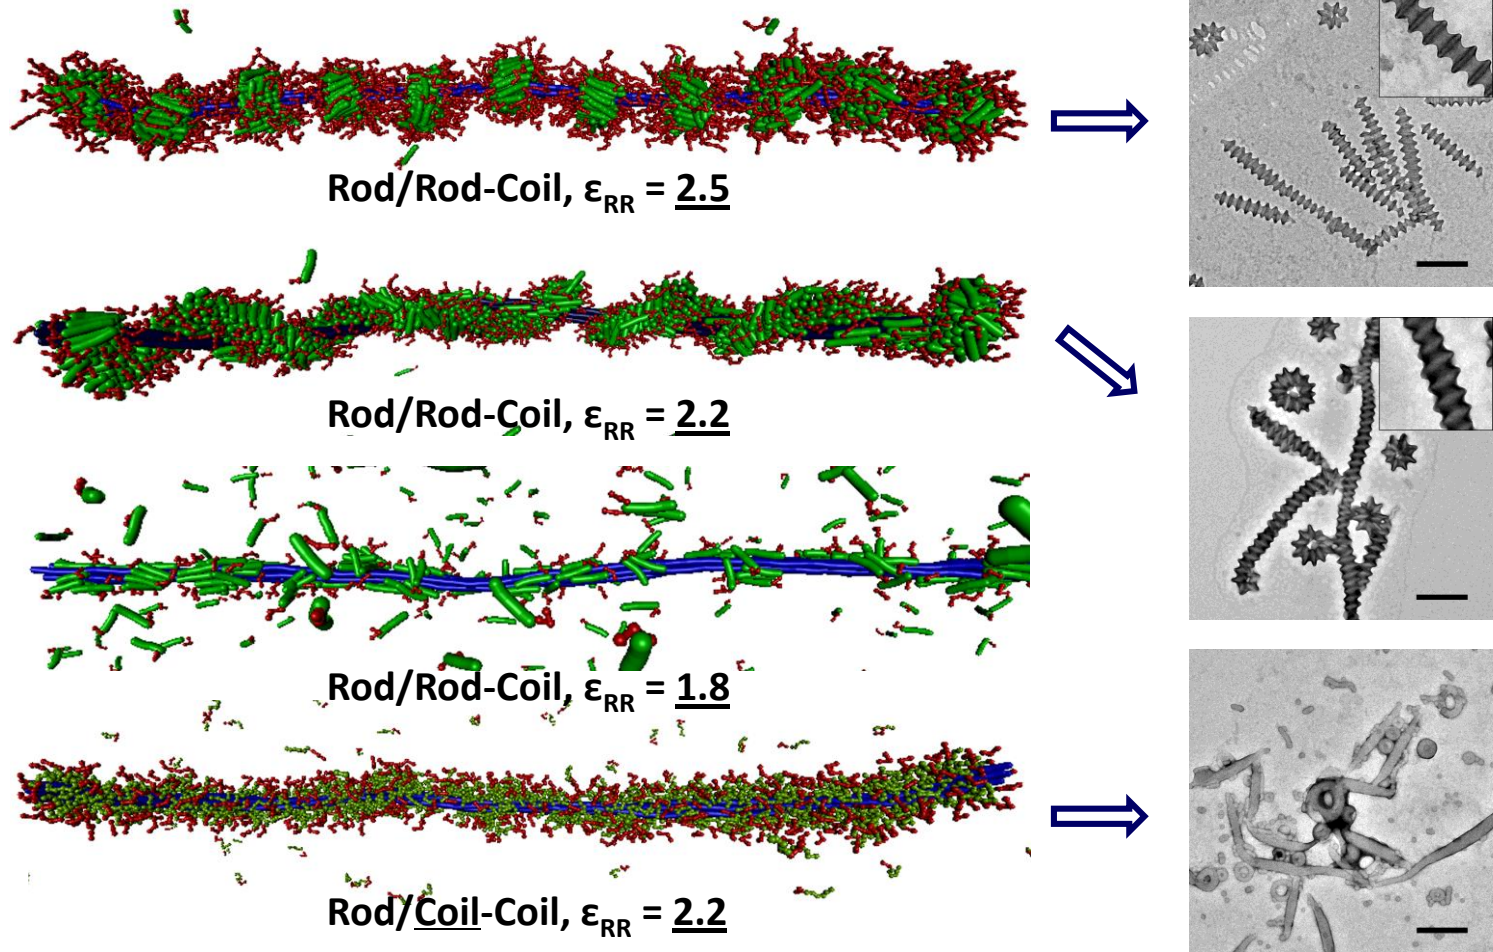 Rod/Rod-Coil, εRR = 2.5
Rod/Rod-Coil, εRR = 2.2
Rod/Rod-Coil, εRR = 1.8
Rod/Coil-Coil, εRR = 2.2